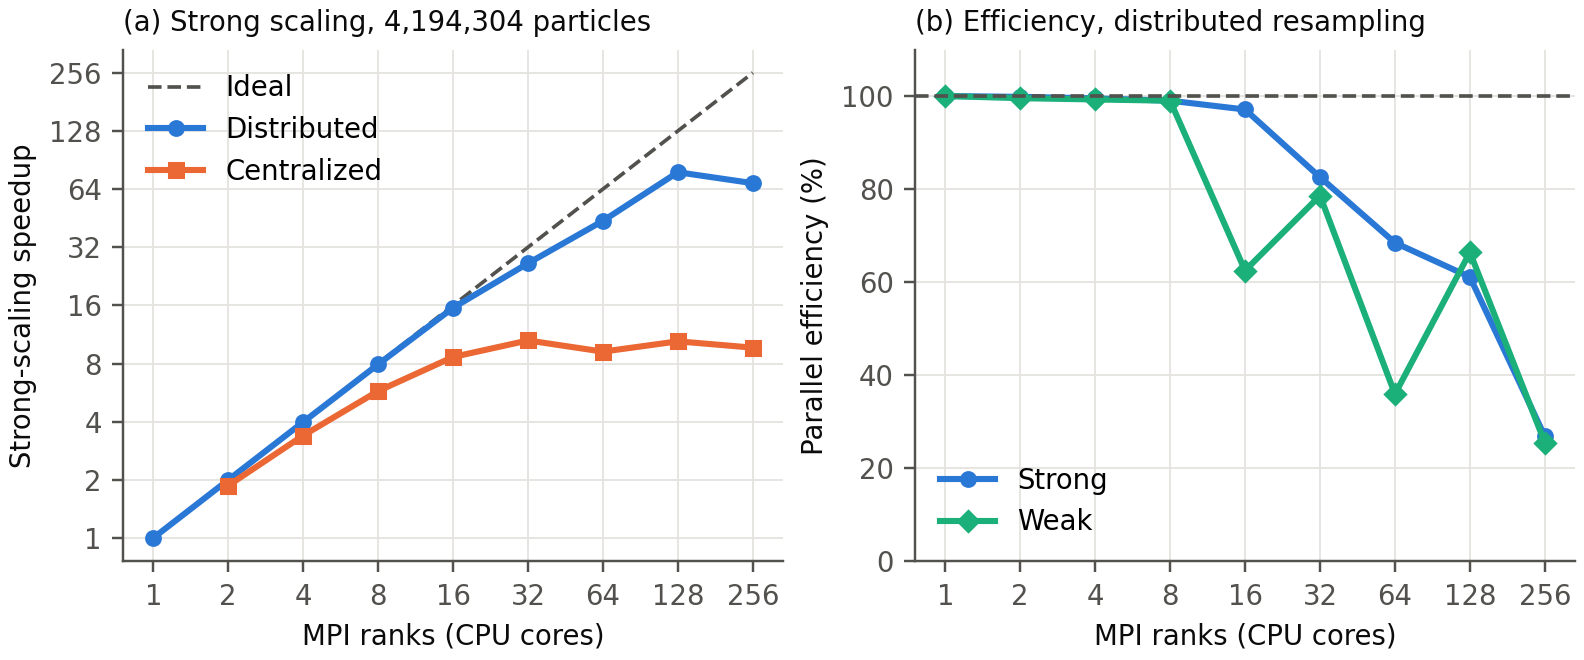 (a) Strong scaling, 4,194,304 particles
Strong-scaling speedup
256
128
64
32
16
8
4
2
1
Ideal
Distributed
Centralized
1 2 4 8 16 32 64 128 256
MPI ranks (CPU cores)
(b) Efficiency, distributed resampling
Parallel efficiency (%)
100
80
60
40
20
0
Strong
Weak
1 2 4 8 16 32 64 128 256
MPI ranks (CPU cores)